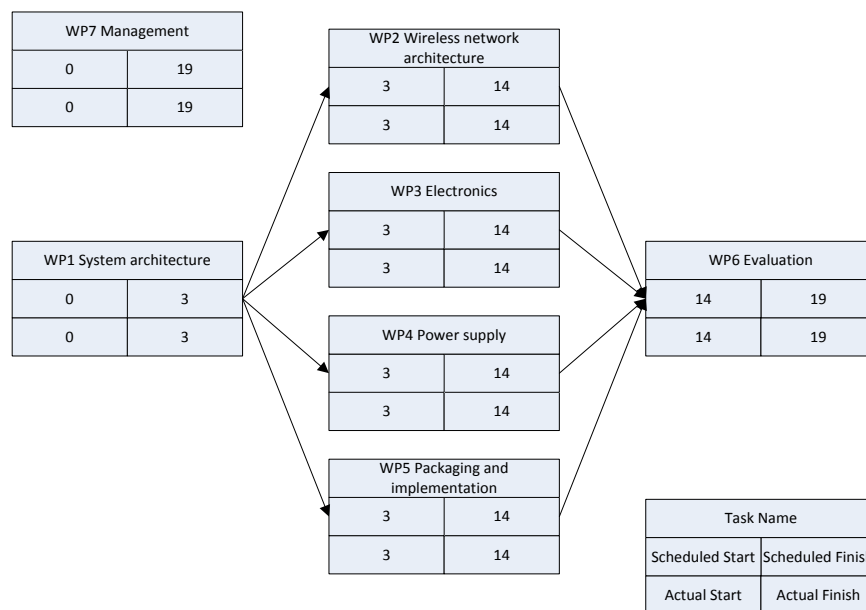 WP7 Management
0 19
0 19
WP2 Wireless network
architecture
3 14
3 14
WP3 Electronics
3 14
3 14
WP1 System architecture
0 3
0 3
WP6 Evaluation
14 19
14 19
WP4 Power supply
3 14
3 14
WP5 Packaging and
implementation
3 14
3 14
Task Name
Scheduled Start Scheduled Finis
Actual Start Actual Finish